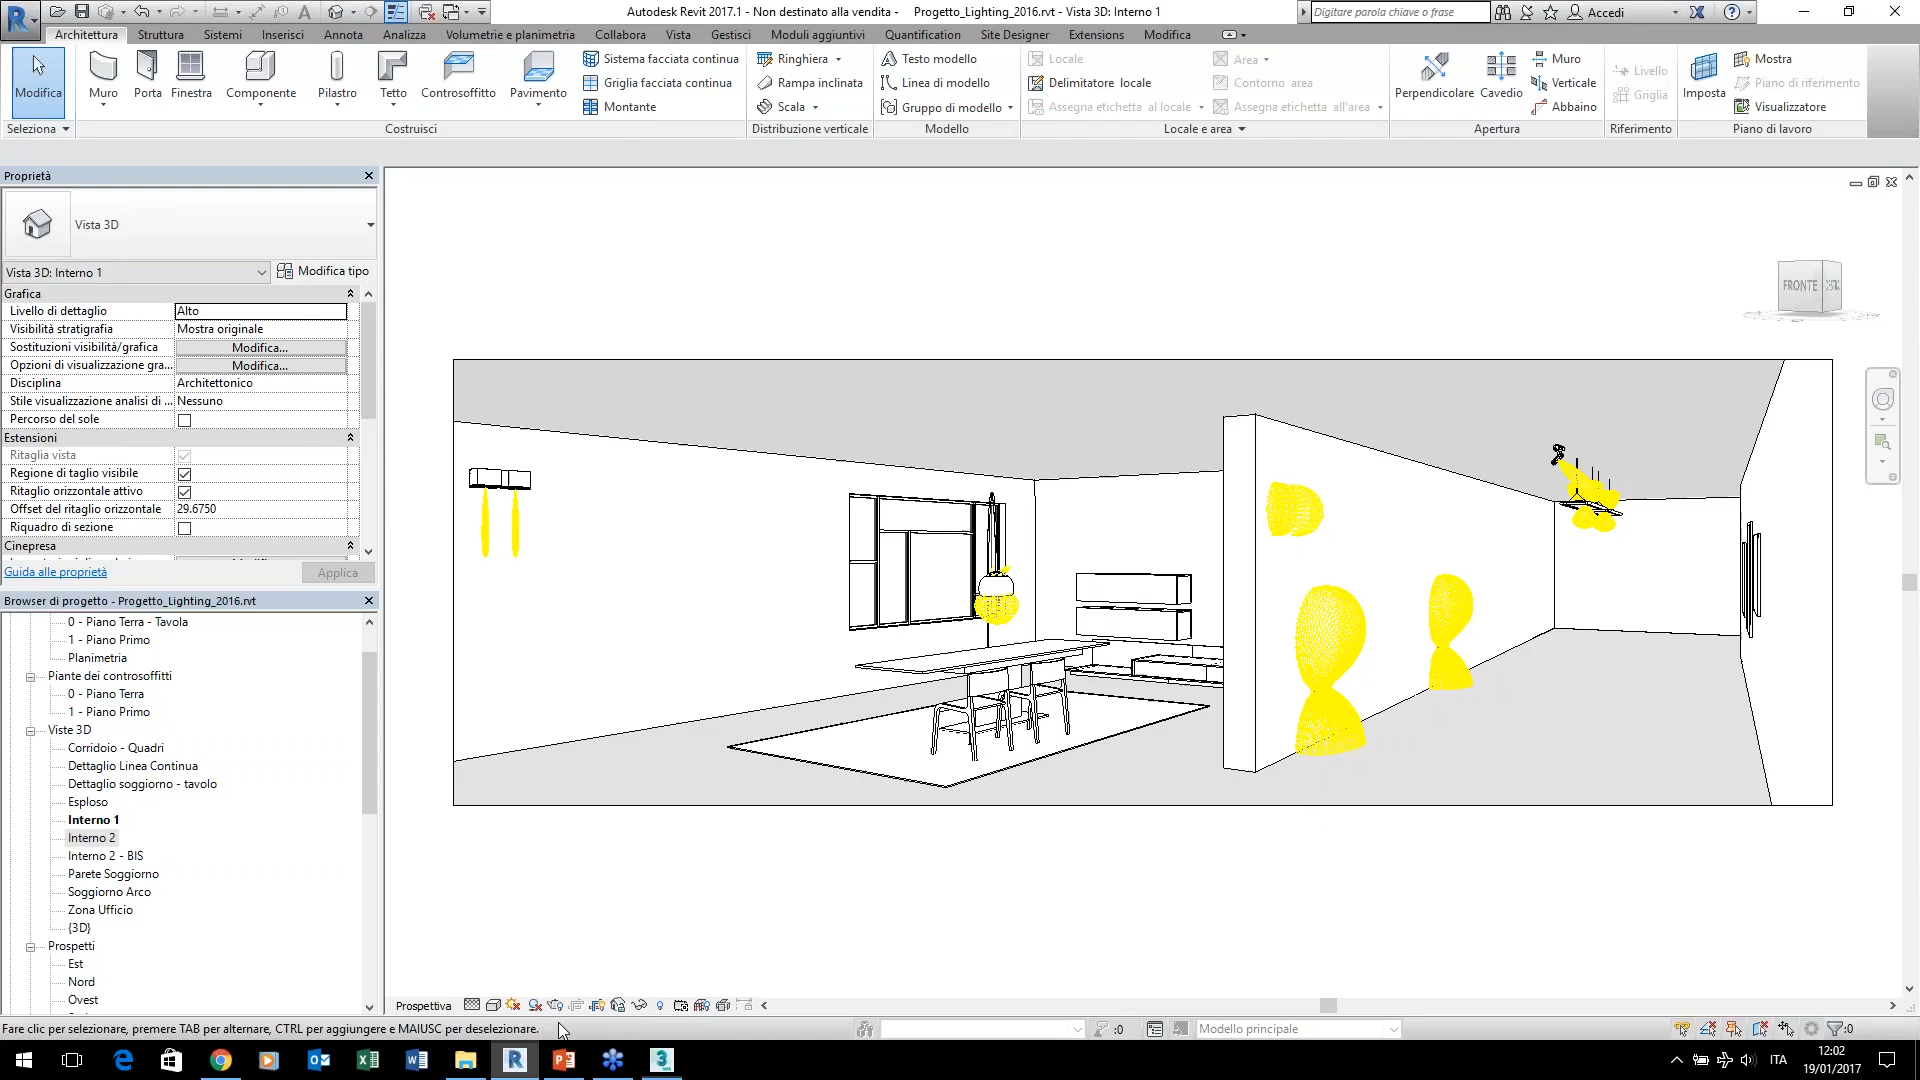 Autodesk Revit 2017.1 - Non destinato alla vendita - Progetto_Lighting_2016.rvt - Vista 3D: Interno 1
Digitare parola chiave o frase
Accedi
Architettura Struttura Sistemi Inserisci Annota Analizza Volumetrie e planimetria Collabora Vista Gestisci Moduli aggiuntivi Quantification Site Designer Extensions Modifica
Modifica
Muro
Porta
Finestra
Componente
Pilastro
Tetto
Controsoffitto
Pavimento
Sistema facciata continua
Griglia facciata continua
Montante
Ringhiera
Rampa inclinata
Scala
Testo modello
Linea di modello
Gruppo di modello
Locale
Delimitatore locale
Assegna etichetta al locale
Area
Contorno area
Assegna etichetta all'area
Perpendicolare
Cavedio
Muro
Verticale
Abbaino
Livello
Griglia
Imposta
Mostra
Piano di riferimento
Visualizzatore
Seleziona
Costruisci
Distribuzione verticale
Modello
Locale e area
Apertura
Riferimento
Piano di lavoro
Proprietà
Vista 3D
Vista 3D: Interno 1
Modifica tipo
Grafica
Livello di dettaglio Alto
Visibilità stratigrafia Mostra originale
Sostituzioni visibilità/grafica Modifica...
Opzioni di visualizzazione gra... Modifica...
Disciplina Architettonico
Stile visualizzazione analisi di ... Nessuno
Percorso del sole
Estensioni
Ritaglia vista
Regione di taglio visibile
Ritaglio orizzontale attivo
Offset del ritaglio orizzontale 29.6750
Riquadro di sezione
Cinepresa
Guida alle proprietà
Applica
Browser di progetto - Progetto_Lighting_2016.rvt
0 - Piano Terra - Tavola
1 - Piano Primo
Planimetria
Piante dei controsoffitti
0 - Piano Terra
1 - Piano Primo
Viste 3D
Corridoio - Quadri
Dettaglio Linea Continua
Dettaglio soggiorno - tavolo
Esploso
Interno 1
Interno 2
Interno 2 - BIS
Parete Soggiorno
Soggiorno Arco
Zona Ufficio
{3D}
Prospetti
Est
Nord
Ovest
FRONTE
Prospettiva
Fare clic per selezionare, premere TAB per alternare, CTRL per aggiungere e MAIUSC per deselezionare.
:0
Modello principale
:0
ITA
12:02
19/01/2017